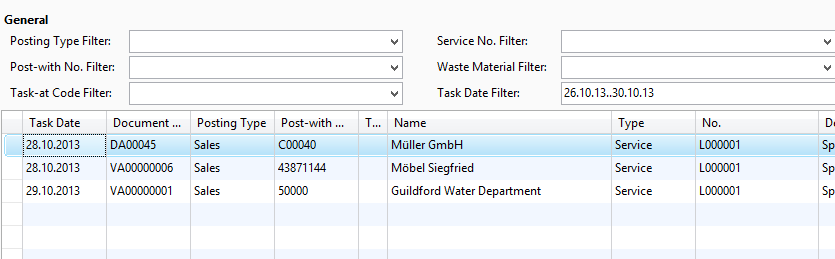 General
Posting Type Filter: Service No. Filter:
Post-with No. Filter: Waste Material Filter:
Task-at Code Filter: Task Date Filter: 26.10.13..30.10.13
Task Date Document ... Posting Type Post-with ... T... Name Type No. De
28.10.2013 DA00045 Sales C00040 Müller GmbH Service L000001 Sp
28.10.2013 VA00000006 Sales 43871144 Möbel Siegfried Service L000001 Sp
29.10.2013 VA00000001 Sales 50000 Guildford Water Department Service L000001 Sp